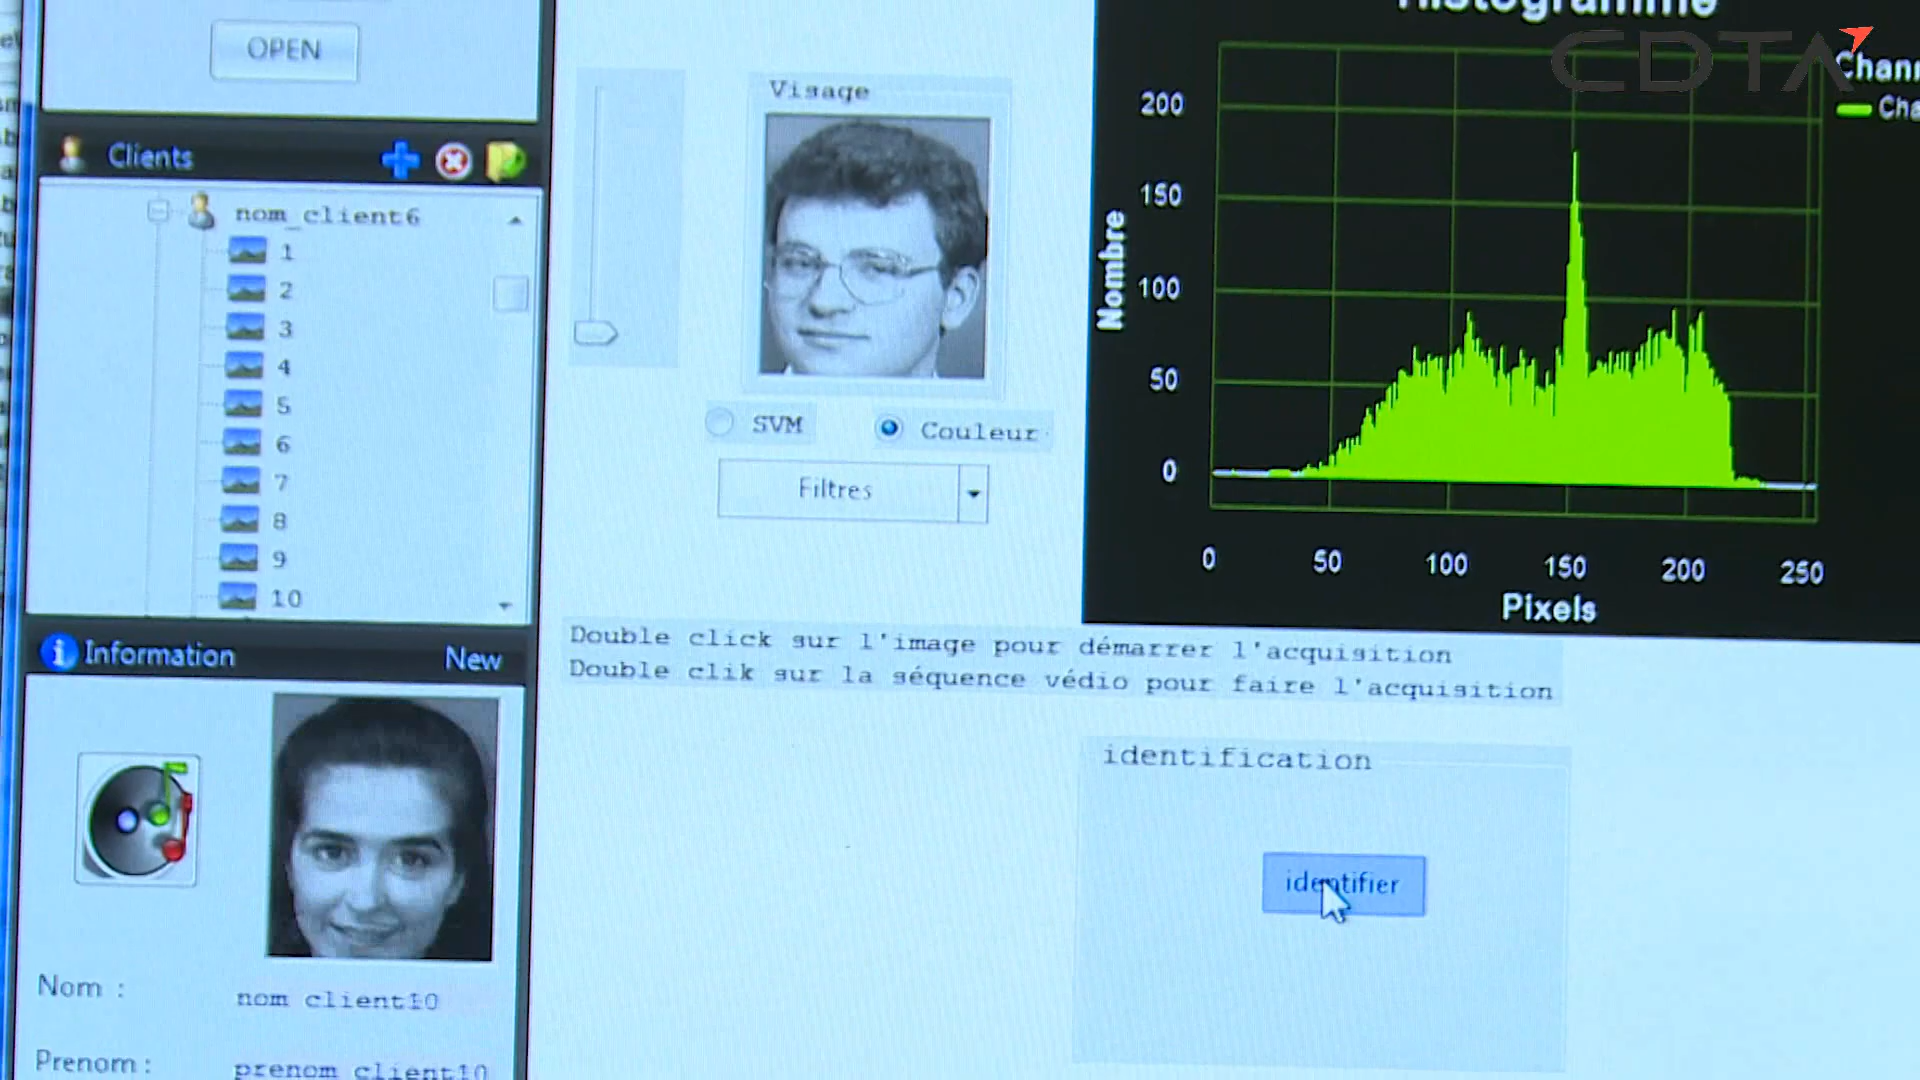 OPEN
Clients
nom_client6
1
2
3
4
5
6
7
8
9
10
Information
New
Nom :
nom client10
Prenom :
prenom client10
Visage
SVM
Couleur
Filtres
Double click sur l'image pour démarrer l'acquisition
Double clik sur la séquence védio pour faire l'acquisition
identification
identifier
Histogramme
CDTA
200
150
100
50
0
Nombre
0
50
100
150
200
250
Pixels